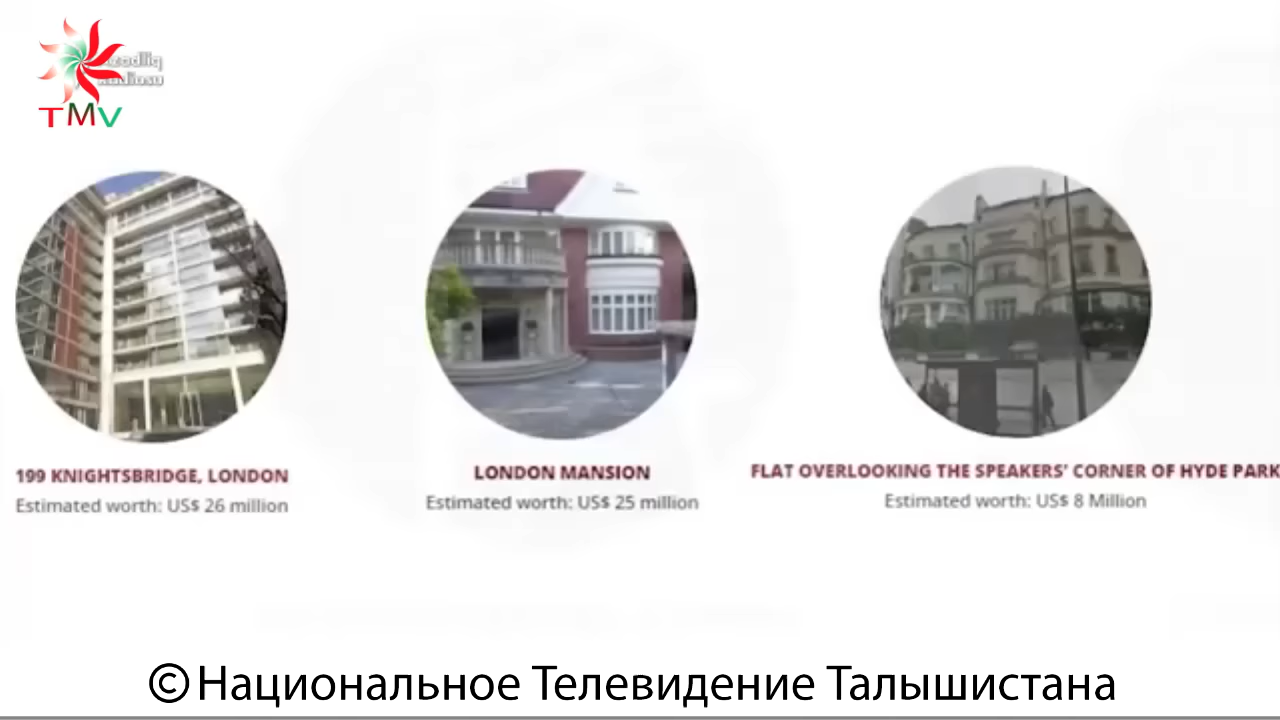 TMV
199 KNIGHTSBRIDGE, LONDON
Estimated worth: US$ 26 million
LONDON MANSION
Estimated worth: US$ 25 million
FLAT OVERLOOKING THE SPEAKERS' CORNER OF HYDE PARK
Estimated worth: US$ 8 Million
©Национальное Телевидение Талышистана